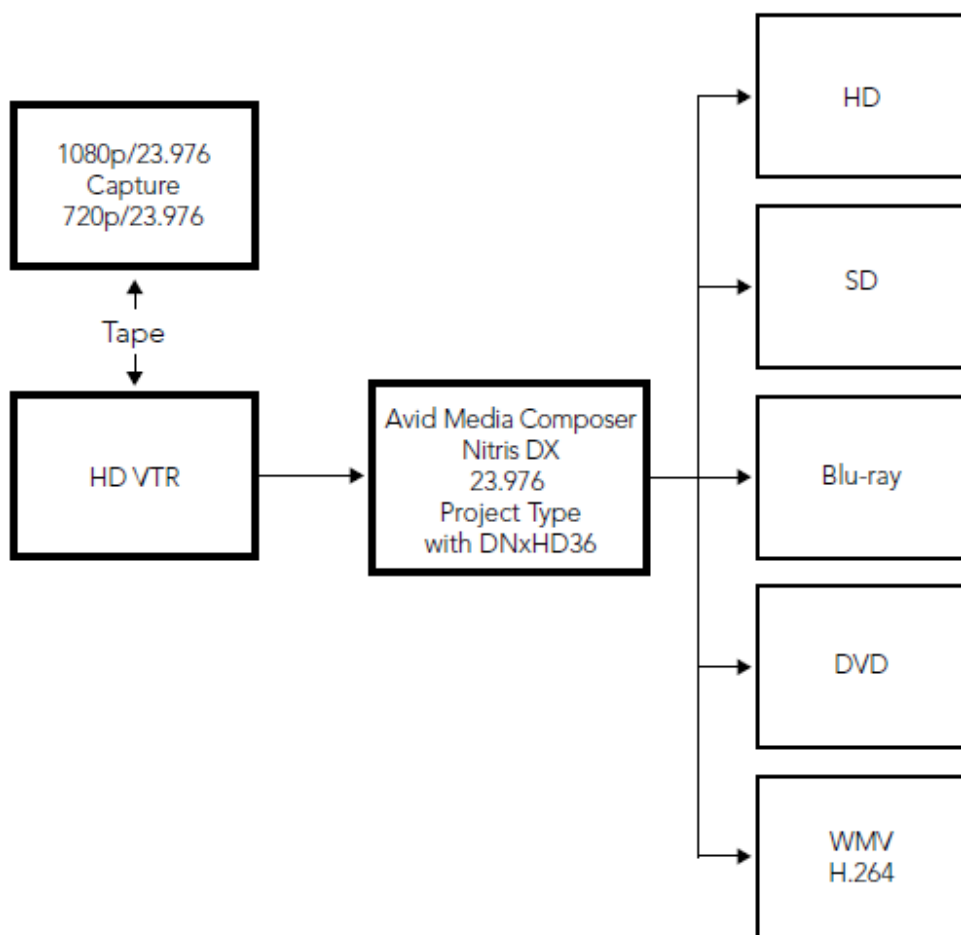 1080p/23.976
Capture
720p/23.976
Tape
HD VTR
Avid Media Composer
Nitris DX
23.976
Project Type
with DNxHD36
HD
SD
Blu-ray
DVD
WMV
H.264